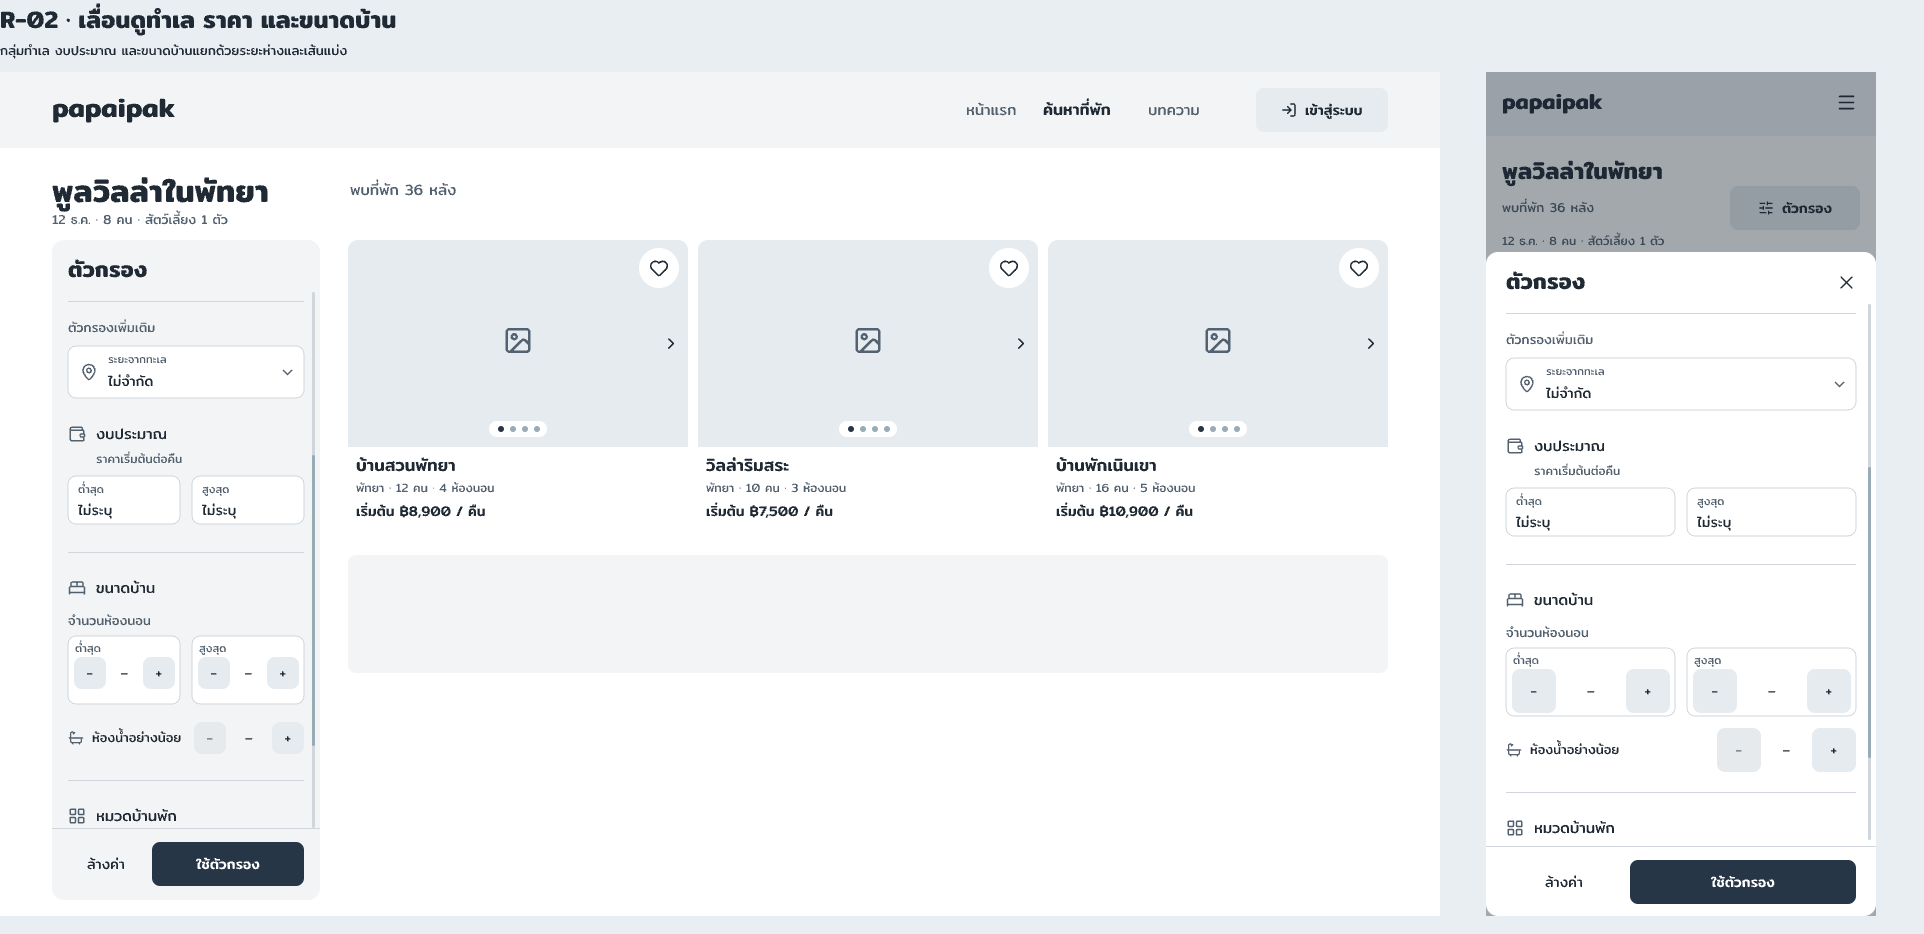 R-02 · เลื่อนดูทำเล ราคา และขนาดบ้าน
กลุ่มทำเล งบประมาณ และขนาดบ้านแยกด้วยระยะห่างและเส้นแบ่ง
papaipak
หน้าแรก
ค้นหาที่พัก
บทความ
เข้าสู่ระบบ
พูลวิลล่าในพัทยา
12 ธ.ค. · 8 คน · สัตว์เลี้ยง 1 ตัว
พบที่พัก 36 หลัง
ตัวกรอง
ตัวกรองเพิ่มเติม
ระยะจากทะเล
ไม่จำกัด
งบประมาณ
ราคาเริ่มต้นต่อคืน
ต่ำสุด
ไม่ระบุ
สูงสุด
ไม่ระบุ
ขนาดบ้าน
จำนวนห้องนอน
ต่ำสุด
- – +
สูงสุด
- – +
ห้องน้ำอย่างน้อย - – +
หมวดบ้านพัก
ล้างค่า
ใช้ตัวกรอง
บ้านสวนพัทยา
พัทยา · 12 คน · 4 ห้องนอน
เริ่มต้น ฿8,900 / คืน
วิลล่าริมสระ
พัทยา · 10 คน · 3 ห้องนอน
เริ่มต้น ฿7,500 / คืน
บ้านพักเนินเขา
พัทยา · 16 คน · 5 ห้องนอน
เริ่มต้น ฿10,900 / คืน
papaipak
พูลวิลล่าในพัทยา
พบที่พัก 36 หลัง
ตัวกรอง
12 ธ.ค. · 8 คน · สัตว์เลี้ยง 1 ตัว
ตัวกรอง
ตัวกรองเพิ่มเติม
ระยะจากทะเล
ไม่จำกัด
งบประมาณ
ราคาเริ่มต้นต่อคืน
ต่ำสุด
ไม่ระบุ
สูงสุด
ไม่ระบุ
ขนาดบ้าน
จำนวนห้องนอน
ต่ำสุด
- – +
สูงสุด
- – +
ห้องน้ำอย่างน้อย - – +
หมวดบ้านพัก
ล้างค่า
ใช้ตัวกรอง